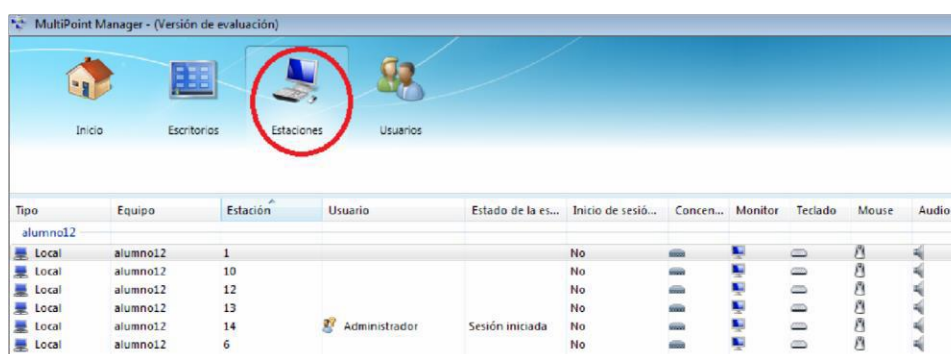 MultiPoint Manager - (Versión de evaluación)
Inicio Escritorios Estaciones Usuarios
Tipo Equipo Estación Usuario Estado de la es... Inicio de sesió... Concen... Monitor Teclado Mouse Audio
alumno12
Local alumno12 1 No
Local alumno12 10 No
Local alumno12 12 No
Local alumno12 13 No
Local alumno12 14 Administrador Sesión iniciada No
Local alumno12 6 No